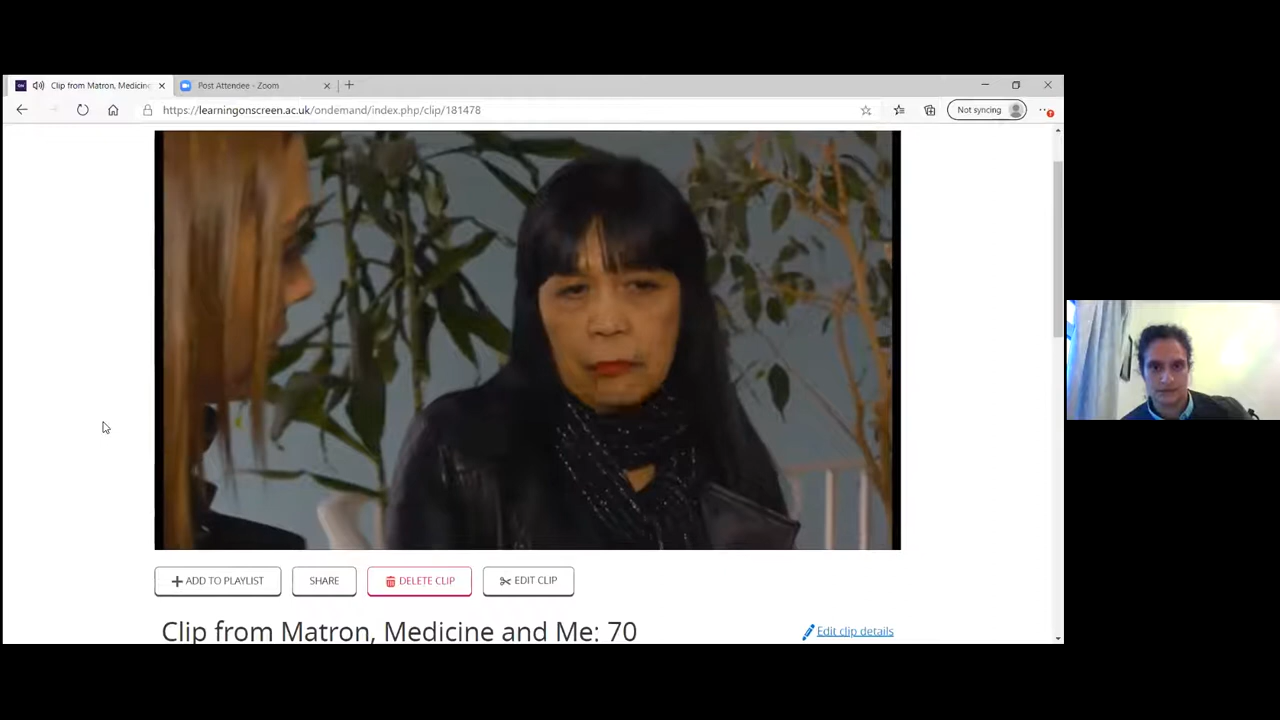 Clip from Matron, Medicin
Post Attendee - Zoom
https://learningonscreen.ac.uk/ondemand/index.php/clip/181478
Not syncing
ADD TO PLAYLIST
SHARE
DELETE CLIP
EDIT CLIP
Clip from Matron, Medicine and Me: 70
Edit clip details